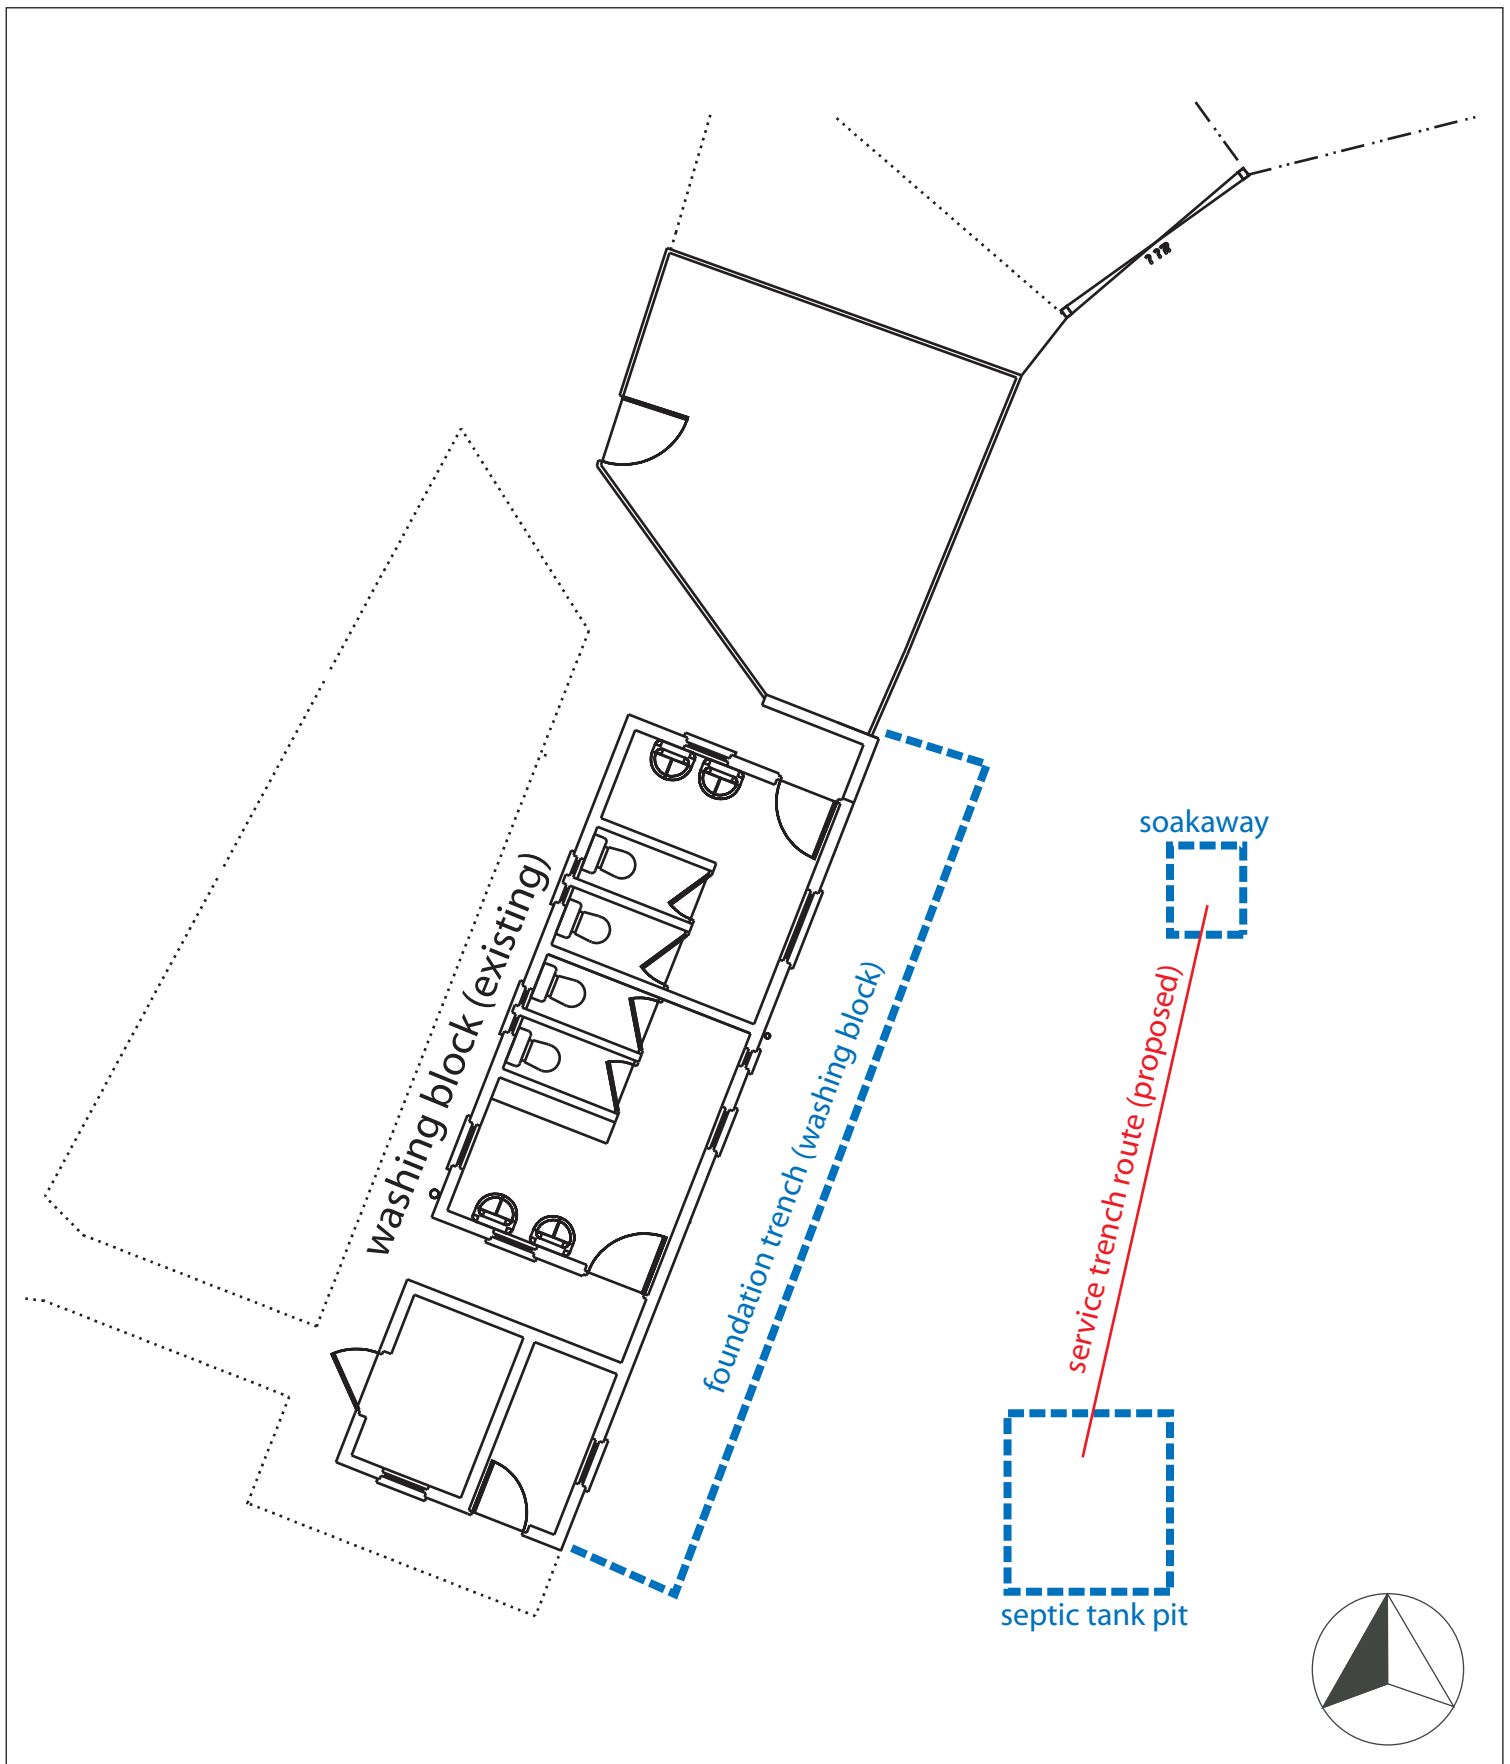 soakaway
washing block (existing)
foundation trench (washing block)
service trench route (proposed)
septic tank pit